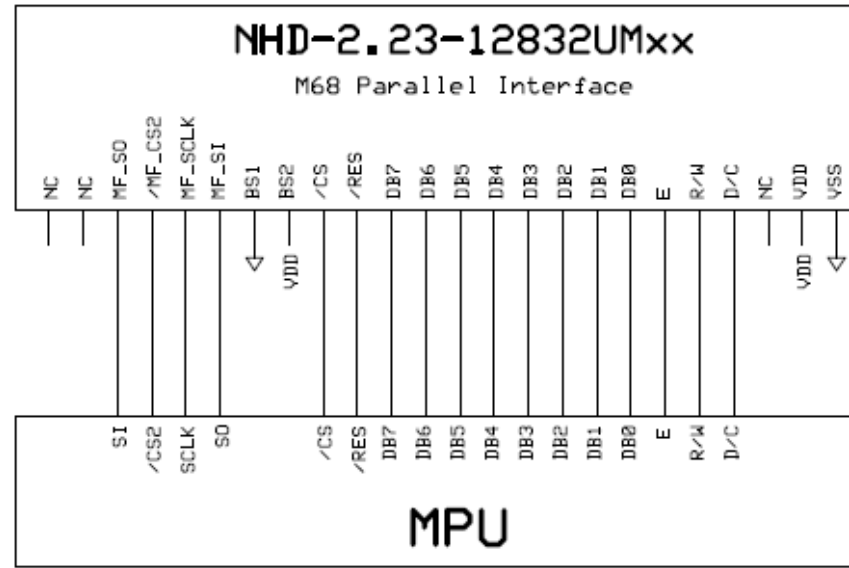 NHD-2.23-12832UMxx
M68 Parallel Interface
NC
NC
MF_SO
/MF_CS2
MF_SCLK
MF_SI
BS1
BS2
/CS
/RES
DB7
DB6
DB5
DB4
DB3
DB2
DB1
DB0
E
R/W
D/C
NC
VDD
VSS
VDD
VDD
SI
/CS2
SCLK
SO
/CS
/RES
DB7
DB6
DB5
DB4
DB3
DB2
DB1
DB0
E
R/W
D/C
MPU